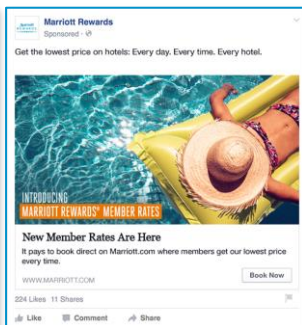 Marriott Rewards
Sponsored ·
Get the lowest price on hotels: Every day. Every time. Every hotel.
INTRODUCING
MARRIOTT REWARDS® MEMBER RATES
New Member Rates Are Here
It pays to book direct on Marriott.com where members get our lowest price
every time.
WWW.MARRIOTT.COM
Book Now
224 Likes 11 Shares
Like Comment Share